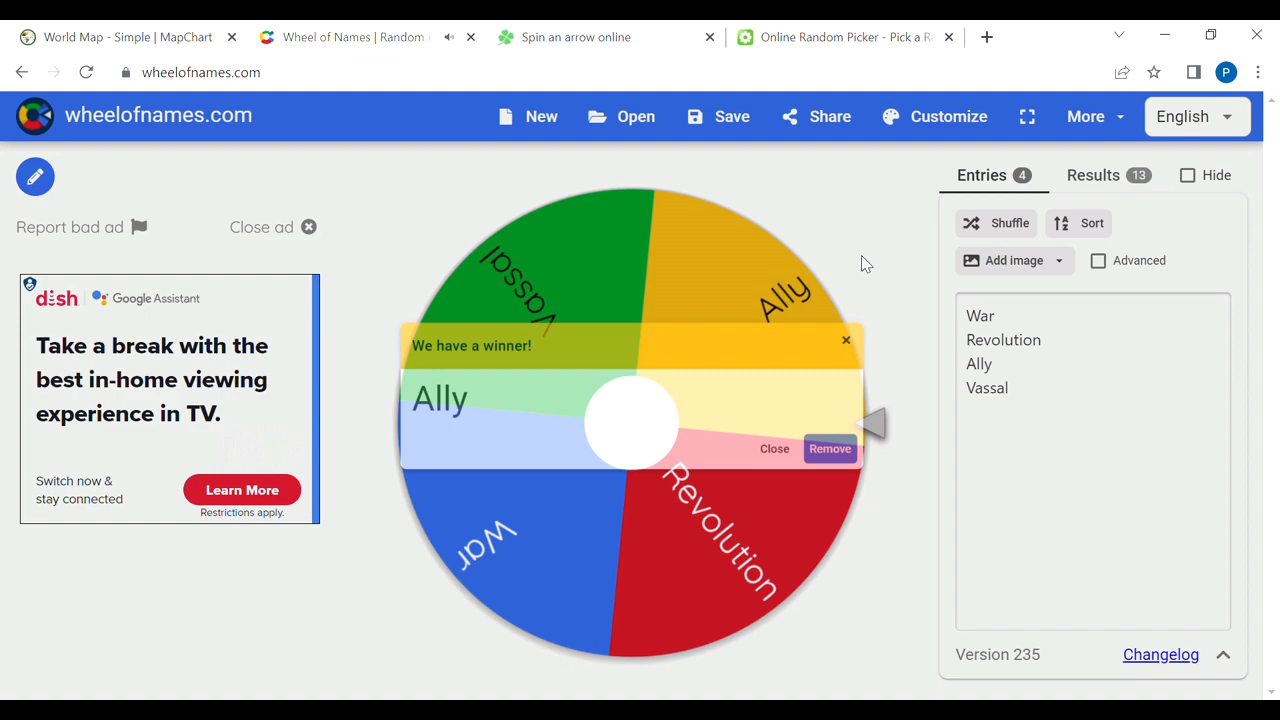 World Map - Simple | MapChart
Wheel of Names | Random
Spin an arrow online
Online Random Picker - Pick a Ra
P
wheelofnames.com
wheelofnames.com
New
Open
Save
Share
Customize
More
English
Report bad ad
Close ad
dish
Google Assistant
Take a break with the
best in-home viewing
experience in TV.
Switch now &
stay connected
Learn More
Restrictions apply.
Vassal
Ally
We have a winner!
Ally
Close
Remove
War
Revolution
Entries 4
Results 13
Hide
Shuffle
Sort
Add image
Advanced
War
Revolution
Ally
Vassal
Version 235
Changelog